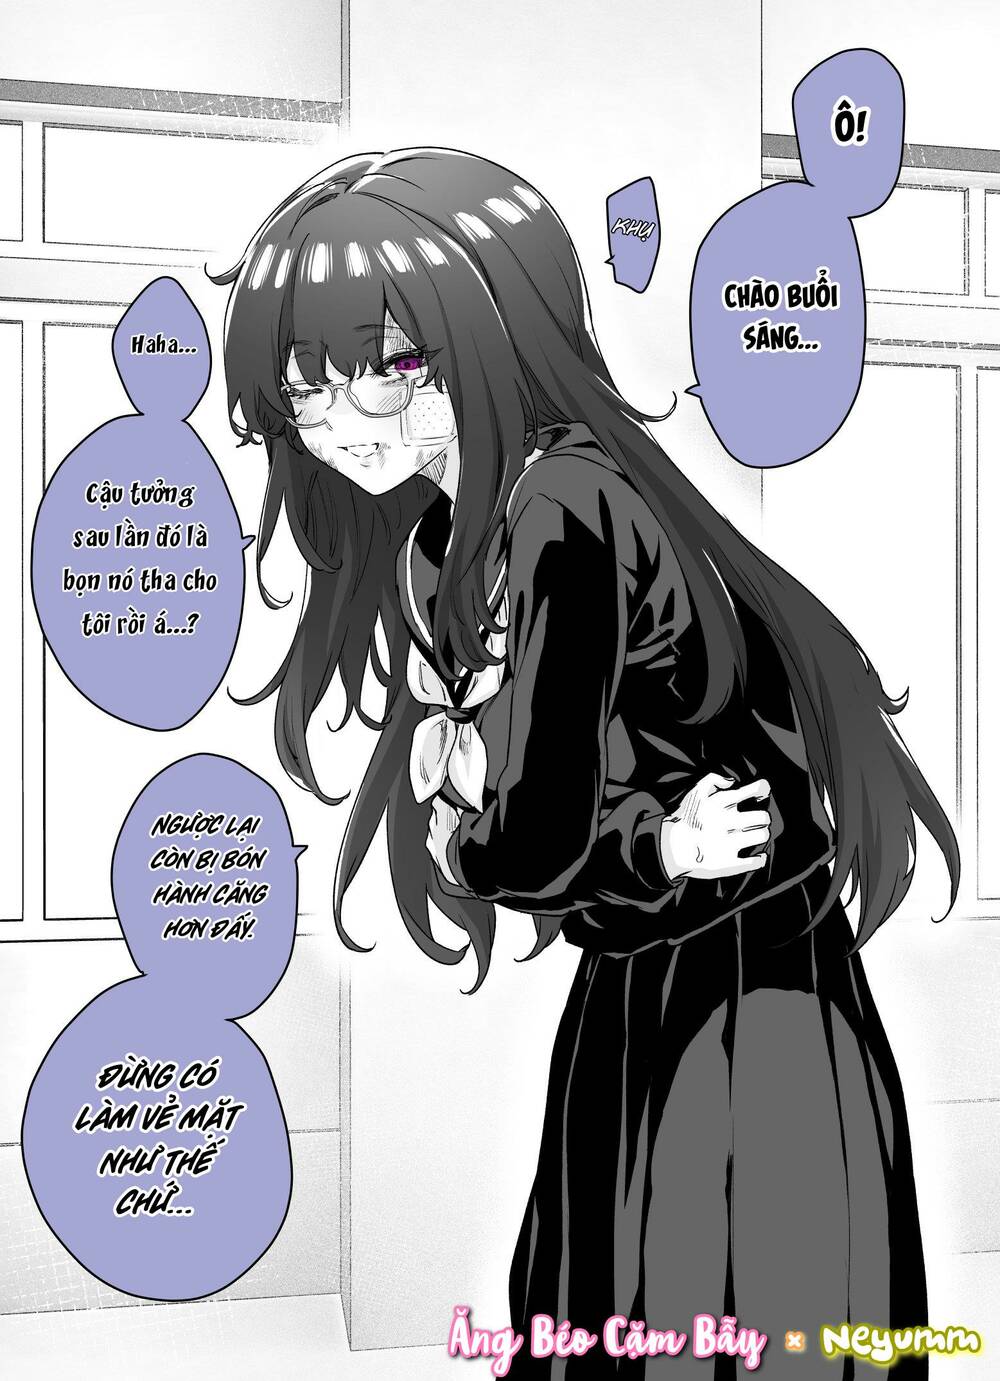 Ô!
CHÀO BUỔI
SÁNG...
KHỤ
Haha...
Cậu tưởng
sau lần đó là
bọn nó tha cho
tôi rồi á...?
NGƯỢC LẠI
CÒN BỊ BÓN
HÀNH CĂNG
HƠN ĐẤY.
ĐỪNG CÓ
LÀM VẺ MẶT
NHƯ THẾ
CHỨ...
Ăng Béo Cặm Bẫy × Neyumm